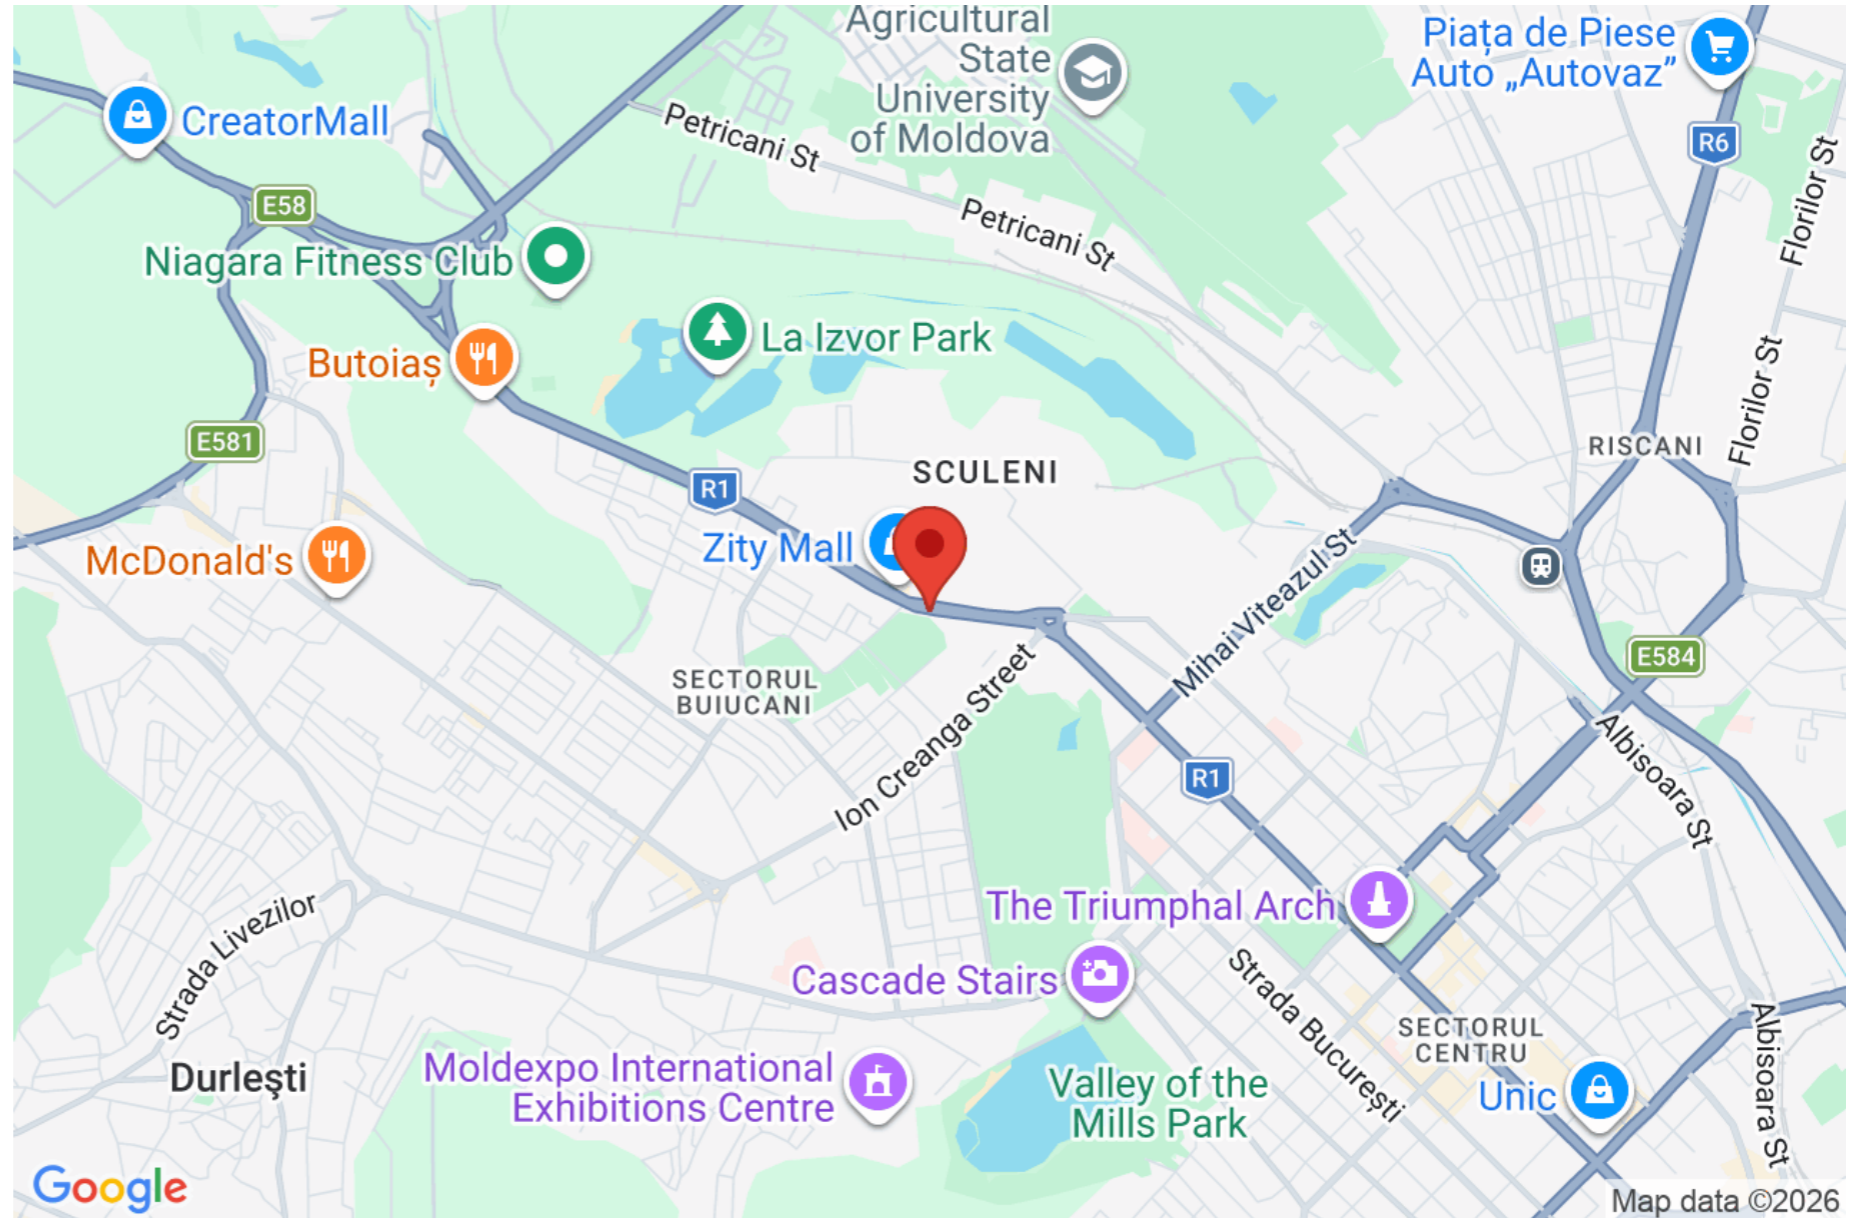 Agricultural
State
University
of Moldova
Piața de Piese
Auto „Autovaz”
CreatorMall
Petricani St
R6
Florilor St
E58
Petricani St
Niagara Fitness Club
La Izvor Park
Butoiaș
Florilor St
E581
RISCANI
SCULENI
R1
Zity Mall
McDonald's
Mihai Viteazul St
E584
SECTORUL
BUIUCANI
Ion Creanga Street
Albisoara St
R1
The Triumphal Arch
Strada Livezilor
Cascade Stairs
Strada București
SECTORUL
CENTRU
Albisoara St
Durleşti
Moldexpo International
Exhibitions Centre
Valley of the
Mills Park
Unic
Google
Map data ©2026